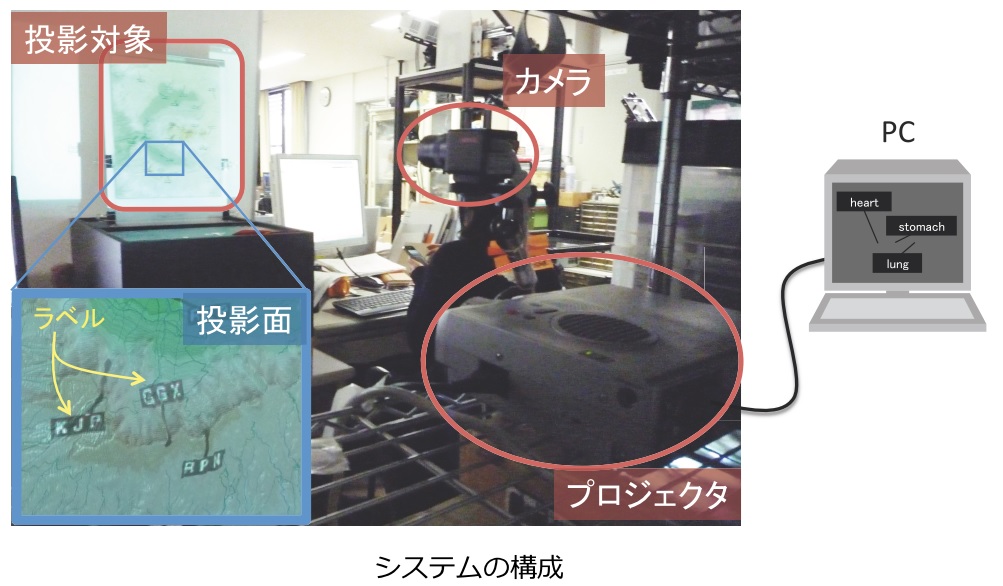 投影対象
カメラ
PC
heart
stomach
lung
ラベル
投影面
GGX
KJP
RPN
プロジェクタ
システムの構成